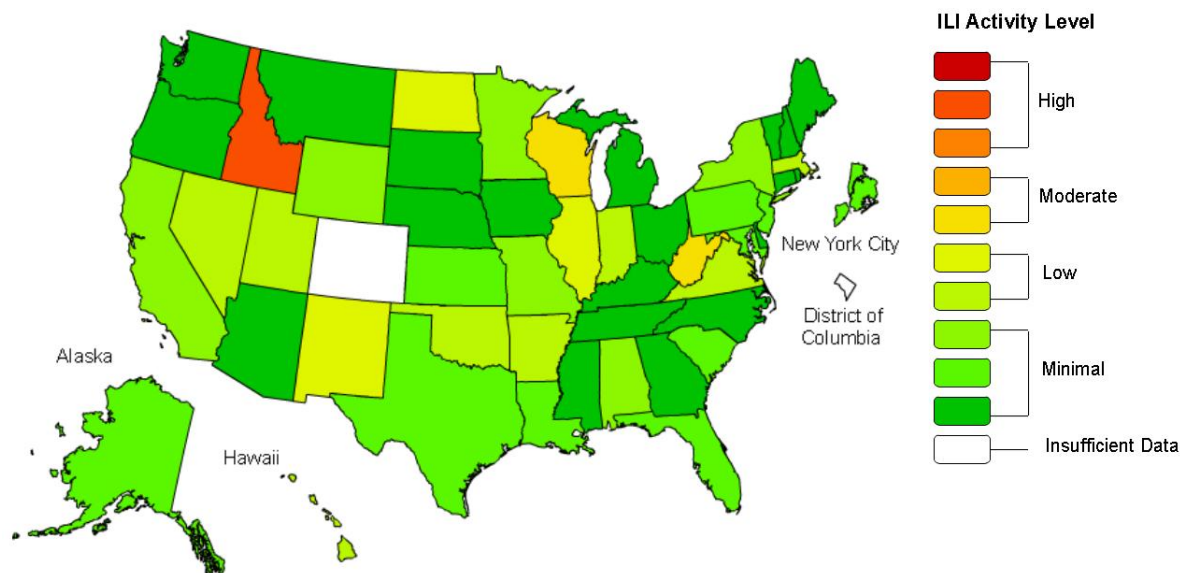 ILI Activity Level
High
Moderate
New York City
Low
District of
Columbia
Alaska
Minimal
Insufficient Data
Hawaii